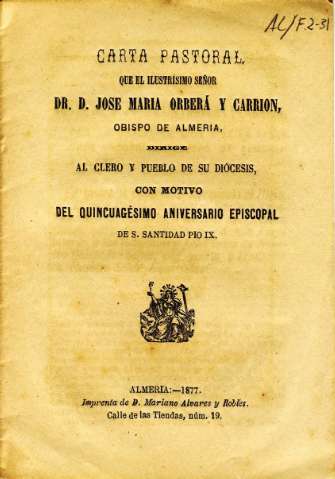 AL/F2-31
CARTA PASTORAL,
QUE EL ILUSTRÍSIMO SEÑOR
DR. D. JOSE MARIA ORBERÁ Y CARRION,
OBISPO DE ALMERIA,
DIRIGE
AL CLERO Y PUEBLO DE SU DIÓCESIS,
CON MOTIVO
DEL QUINCUAGÉSIMO ANIVERSARIO EPISCOPAL
DE S. SANTIDAD PIO IX.
ALMERIA:—1877.
Imprenta de D. Mariano Alvares y Robles.
Calle de las Tiendas, núm. 19.